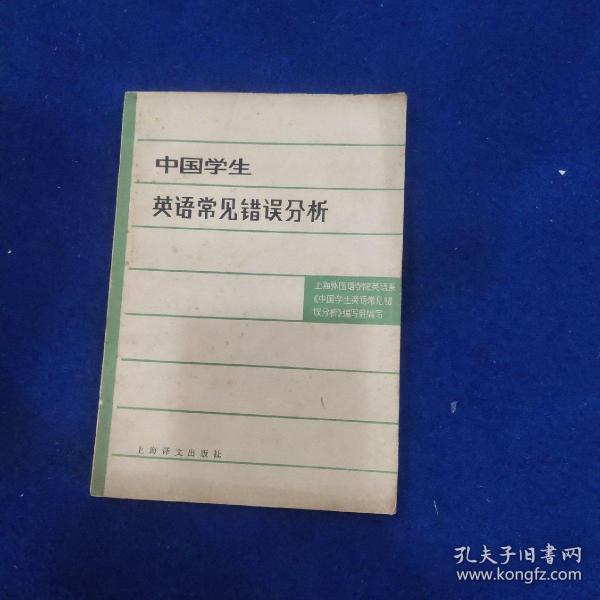 中国学生
英语常见错误分析
上海外国语学院英语系
《中国学生英语常见错
误分析》编写组编写
上海译文出版社
孔夫子旧书网
www.kongfz.com